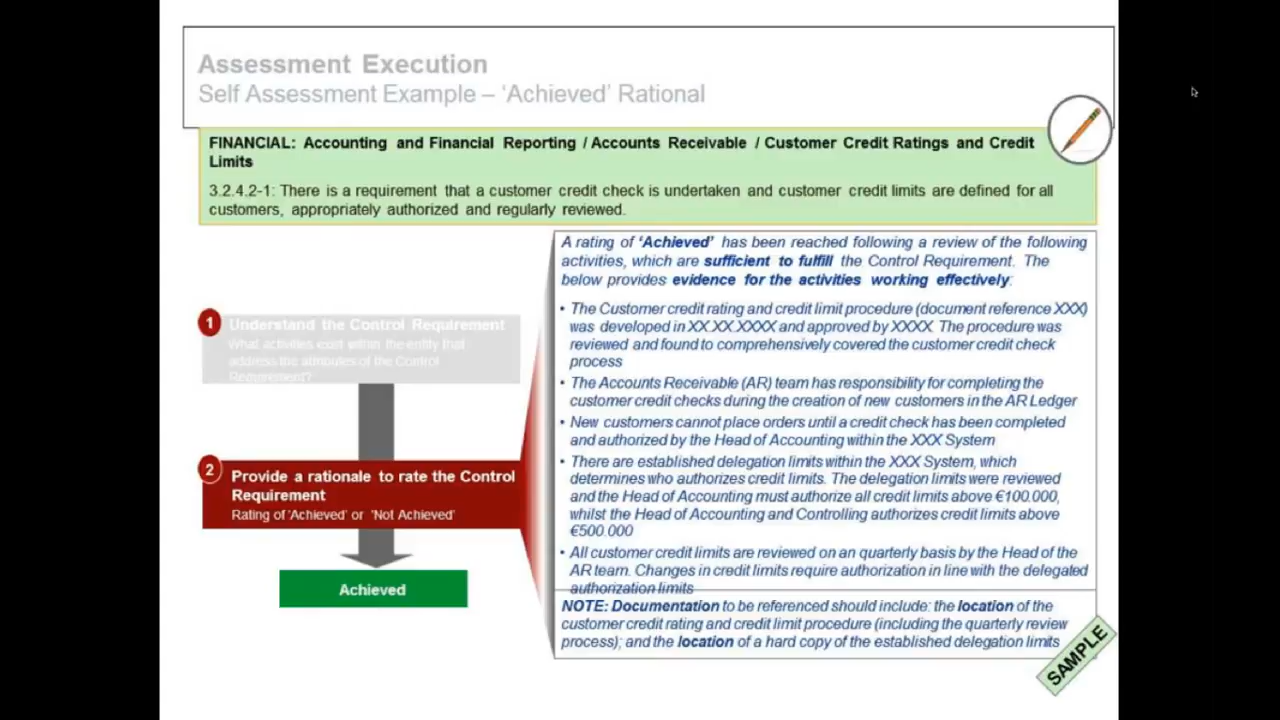 Assessment Execution
Self Assessment Example – ‘Achieved’ Rational
FINANCIAL: Accounting and Financial Reporting / Accounts Receivable / Customer Credit Ratings and Credit
Limits
3.2.4.2-1: There is a requirement that a customer credit check is undertaken and customer credit limits are defined for all
customers, appropriately authorized and regularly reviewed.
1
Understand the Control Requirement
What activities exist within the entity that
address the attributes of the Control
Requirement?
2
Provide a rationale to rate the Control
Requirement
Rating of ‘Achieved’ or ‘Not Achieved’
Achieved
A rating of ‘Achieved’ has been reached following a review of the following
activities, which are sufficient to fulfill the Control Requirement. The
below provides evidence for the activities working effectively:
• The Customer credit rating and credit limit procedure (document reference XXX)
was developed in XX.XX.XXXX and approved by XXXX. The procedure was
reviewed and found to comprehensively covered the customer credit check
process
• The Accounts Receivable (AR) team has responsibility for completing the
customer credit checks during the creation of new customers in the AR Ledger
• New customers cannot place orders until a credit check has been completed
and authorized by the Head of Accounting within the XXX System
• There are established delegation limits within the XXX System, which
determines who authorizes credit limits. The delegation limits were reviewed
and the Head of Accounting must authorize all credit limits above €100.000,
whilst the Head of Accounting and Controlling authorizes credit limits above
€500.000
• All customer credit limits are reviewed on an quarterly basis by the Head of the
AR team. Changes in credit limits require authorization in line with the delegated
authorization limits
NOTE: Documentation to be referenced should include: the location of the
customer credit rating and credit limit procedure (including the quarterly review
process); and the location of a hard copy of the established delegation limits
SAMPLE